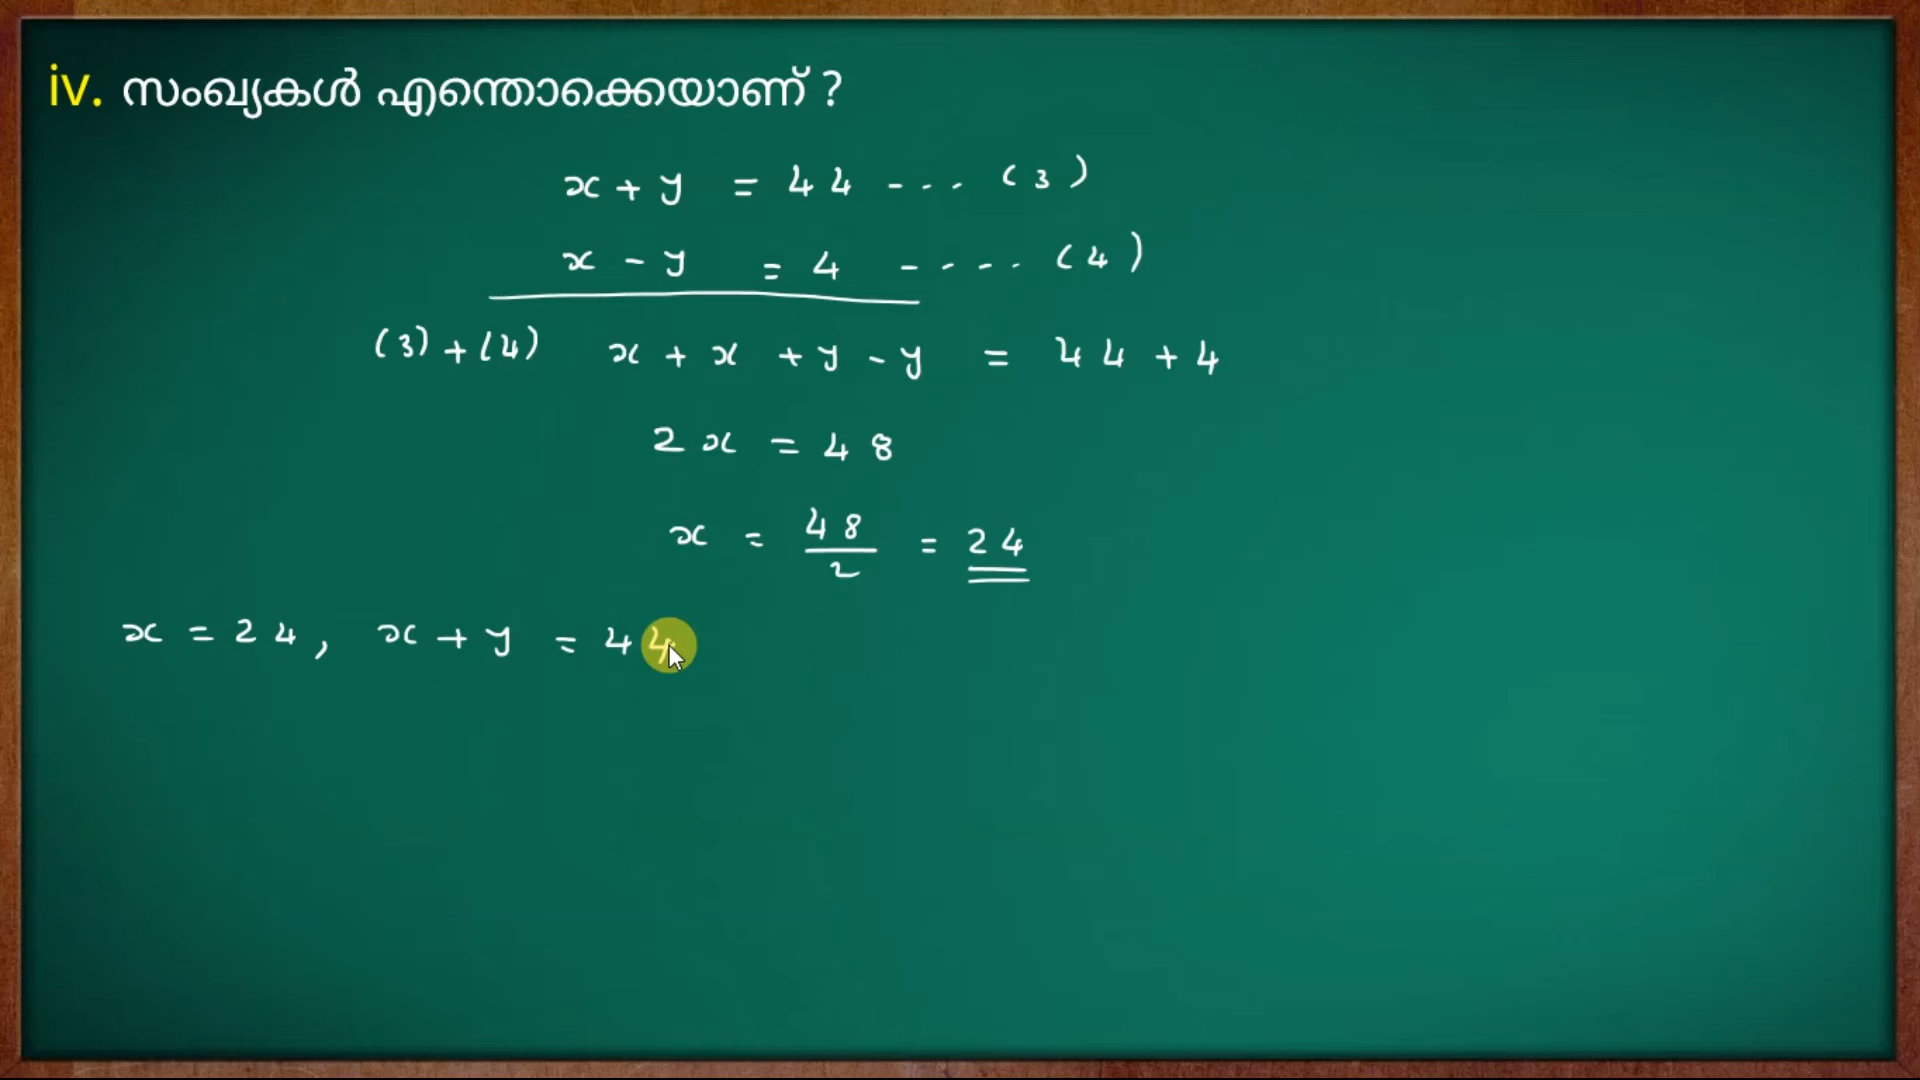 iv. സംഖ്യകൾ എന്തൊക്കെയാണ് ?
x + y = 44 --- (3)
x - y = 4 ---- (4)
(3)+(4) x + x + y - y = 44 + 4
2x = 48
x = 48/2 = 24
x = 24, x + y = 44